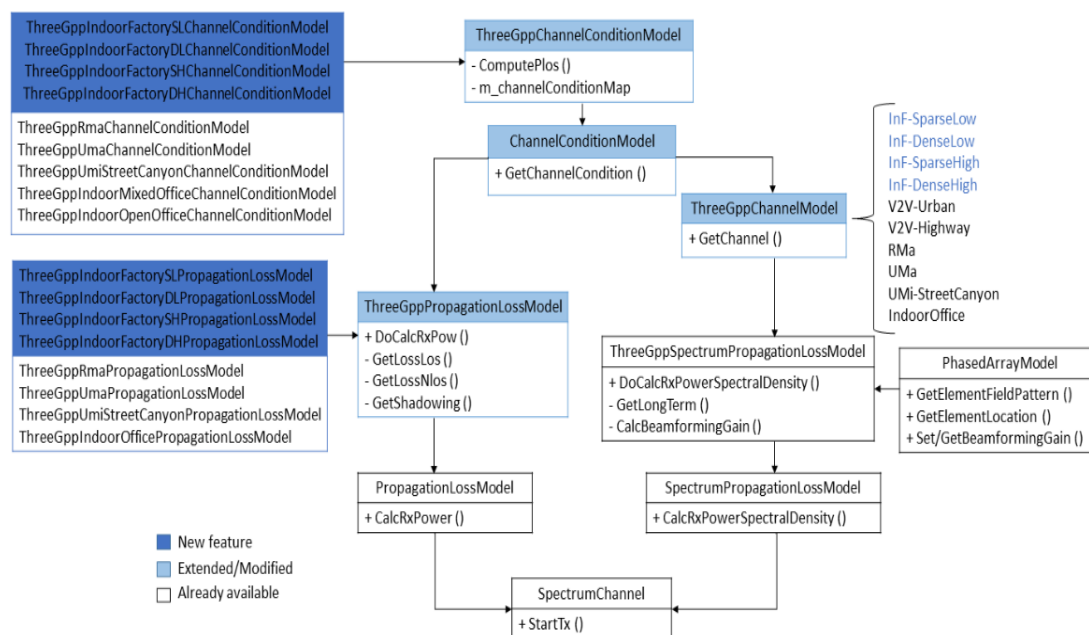 ThreeGppIndoorFactorySLChannelConditionModel
ThreeGppIndoorFactoryDLChannelConditionModel
ThreeGppIndoorFactorySHChannelConditionModel
ThreeGppIndoorFactoryDHChannelConditionModel
ThreeGppRmaChannelConditionModel
ThreeGppUmaChannelConditionModel
ThreeGppUmiStreetCanyonChannelConditionModel
ThreeGppIndoorMixedOfficeChannelConditionModel
ThreeGppIndoorOpenOfficeChannelConditionModel
ThreeGppChannelConditionModel
- ComputePlos ()
- m_channelConditionMap
ChannelConditionModel
+ GetChannelCondition ()
ThreeGppChannelModel
+ GetChannel ()
InF-SparseLow
InF-DenseLow
InF-SparseHigh
InF-DenseHigh
V2V-Urban
V2V-Highway
RMa
UMa
UMi-StreetCanyon
IndoorOffice
ThreeGppIndoorFactorySLPropagationLossModel
ThreeGppIndoorFactoryDLPropagationLossModel
ThreeGppIndoorFactorySHPropagationLossModel
ThreeGppIndoorFactoryDHPropagationLossModel
ThreeGppRmaPropagationLossModel
ThreeGppUmaPropagationLossModel
ThreeGppUmiStreetCanyonPropagationLossModel
ThreeGppIndoorOfficePropagationLossModel
ThreeGppPropagationLossModel
+ DoCalcRxPow ()
- GetLossLos ()
- GetLossNlos ()
- GetShadowing ()
ThreeGppSpectrumPropagationLossModel
+ DoCalcRxPowerSpectralDensity ()
- GetLongTerm ()
- CalcBeamformingGain ()
PhasedArrayModel
+ GetElementFieldPattern ()
+ GetElementLocation ()
+ Set/GetBeamformingGain ()
PropagationLossModel
+ CalcRxPower ()
SpectrumPropagationLossModel
+ CalcRxPowerSpectralDensity ()
New feature
Extended/Modified
Already available
SpectrumChannel
+ StartTx ()